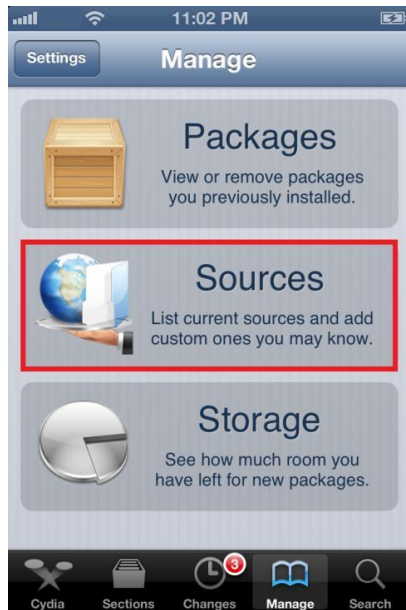 11:02 PM
Settings
Manage
Packages
View or remove packages
you previously installed.
Sources
List current sources and add
custom ones you may know.
Storage
See how much room you
have left for new packages.
3
Cydia
Sections
Changes
Manage
Search